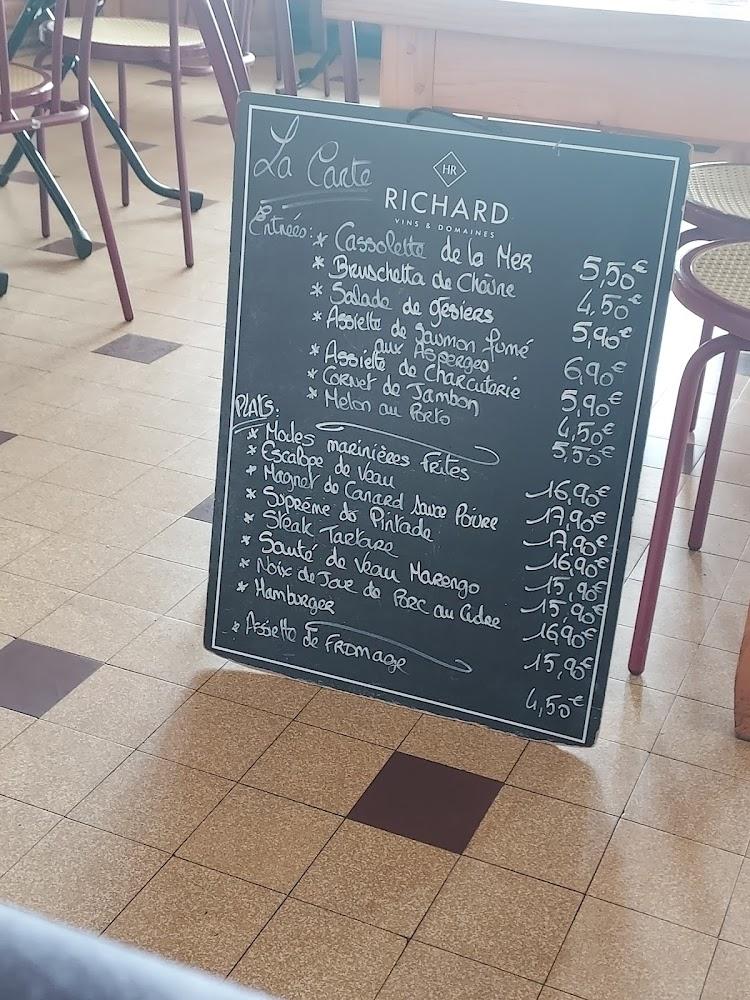 La Carte
HR
RICHARD
VINS & DOMAINES
Entrées:
* Cassolette de la MER 5,50€
* Bruschetta de Chèvre 4,50€
* Salade de gésiers 5,90€
* Assiette de Saumon fumé
aux Asperges 6,90€
* Assiette de Charcuterie 5,90€
* Cornet de Jambon 4,50€
* Melon au Porto 5,50€
PLATS:
* Moules marinières frites 16,90€
* Escalope de Veau 17,90€
* Magret de Canard sauce Poivre 17,90€
* Suprême de Pintade 16,90€
* Steak Tartare 15,90€
* Sauté de Veau Marengo 15,90€
* Noix de Joue de Porc au Cidre 16,90€
* Hamburger 15,90€
* Assiette de FROMAGE 4,50€